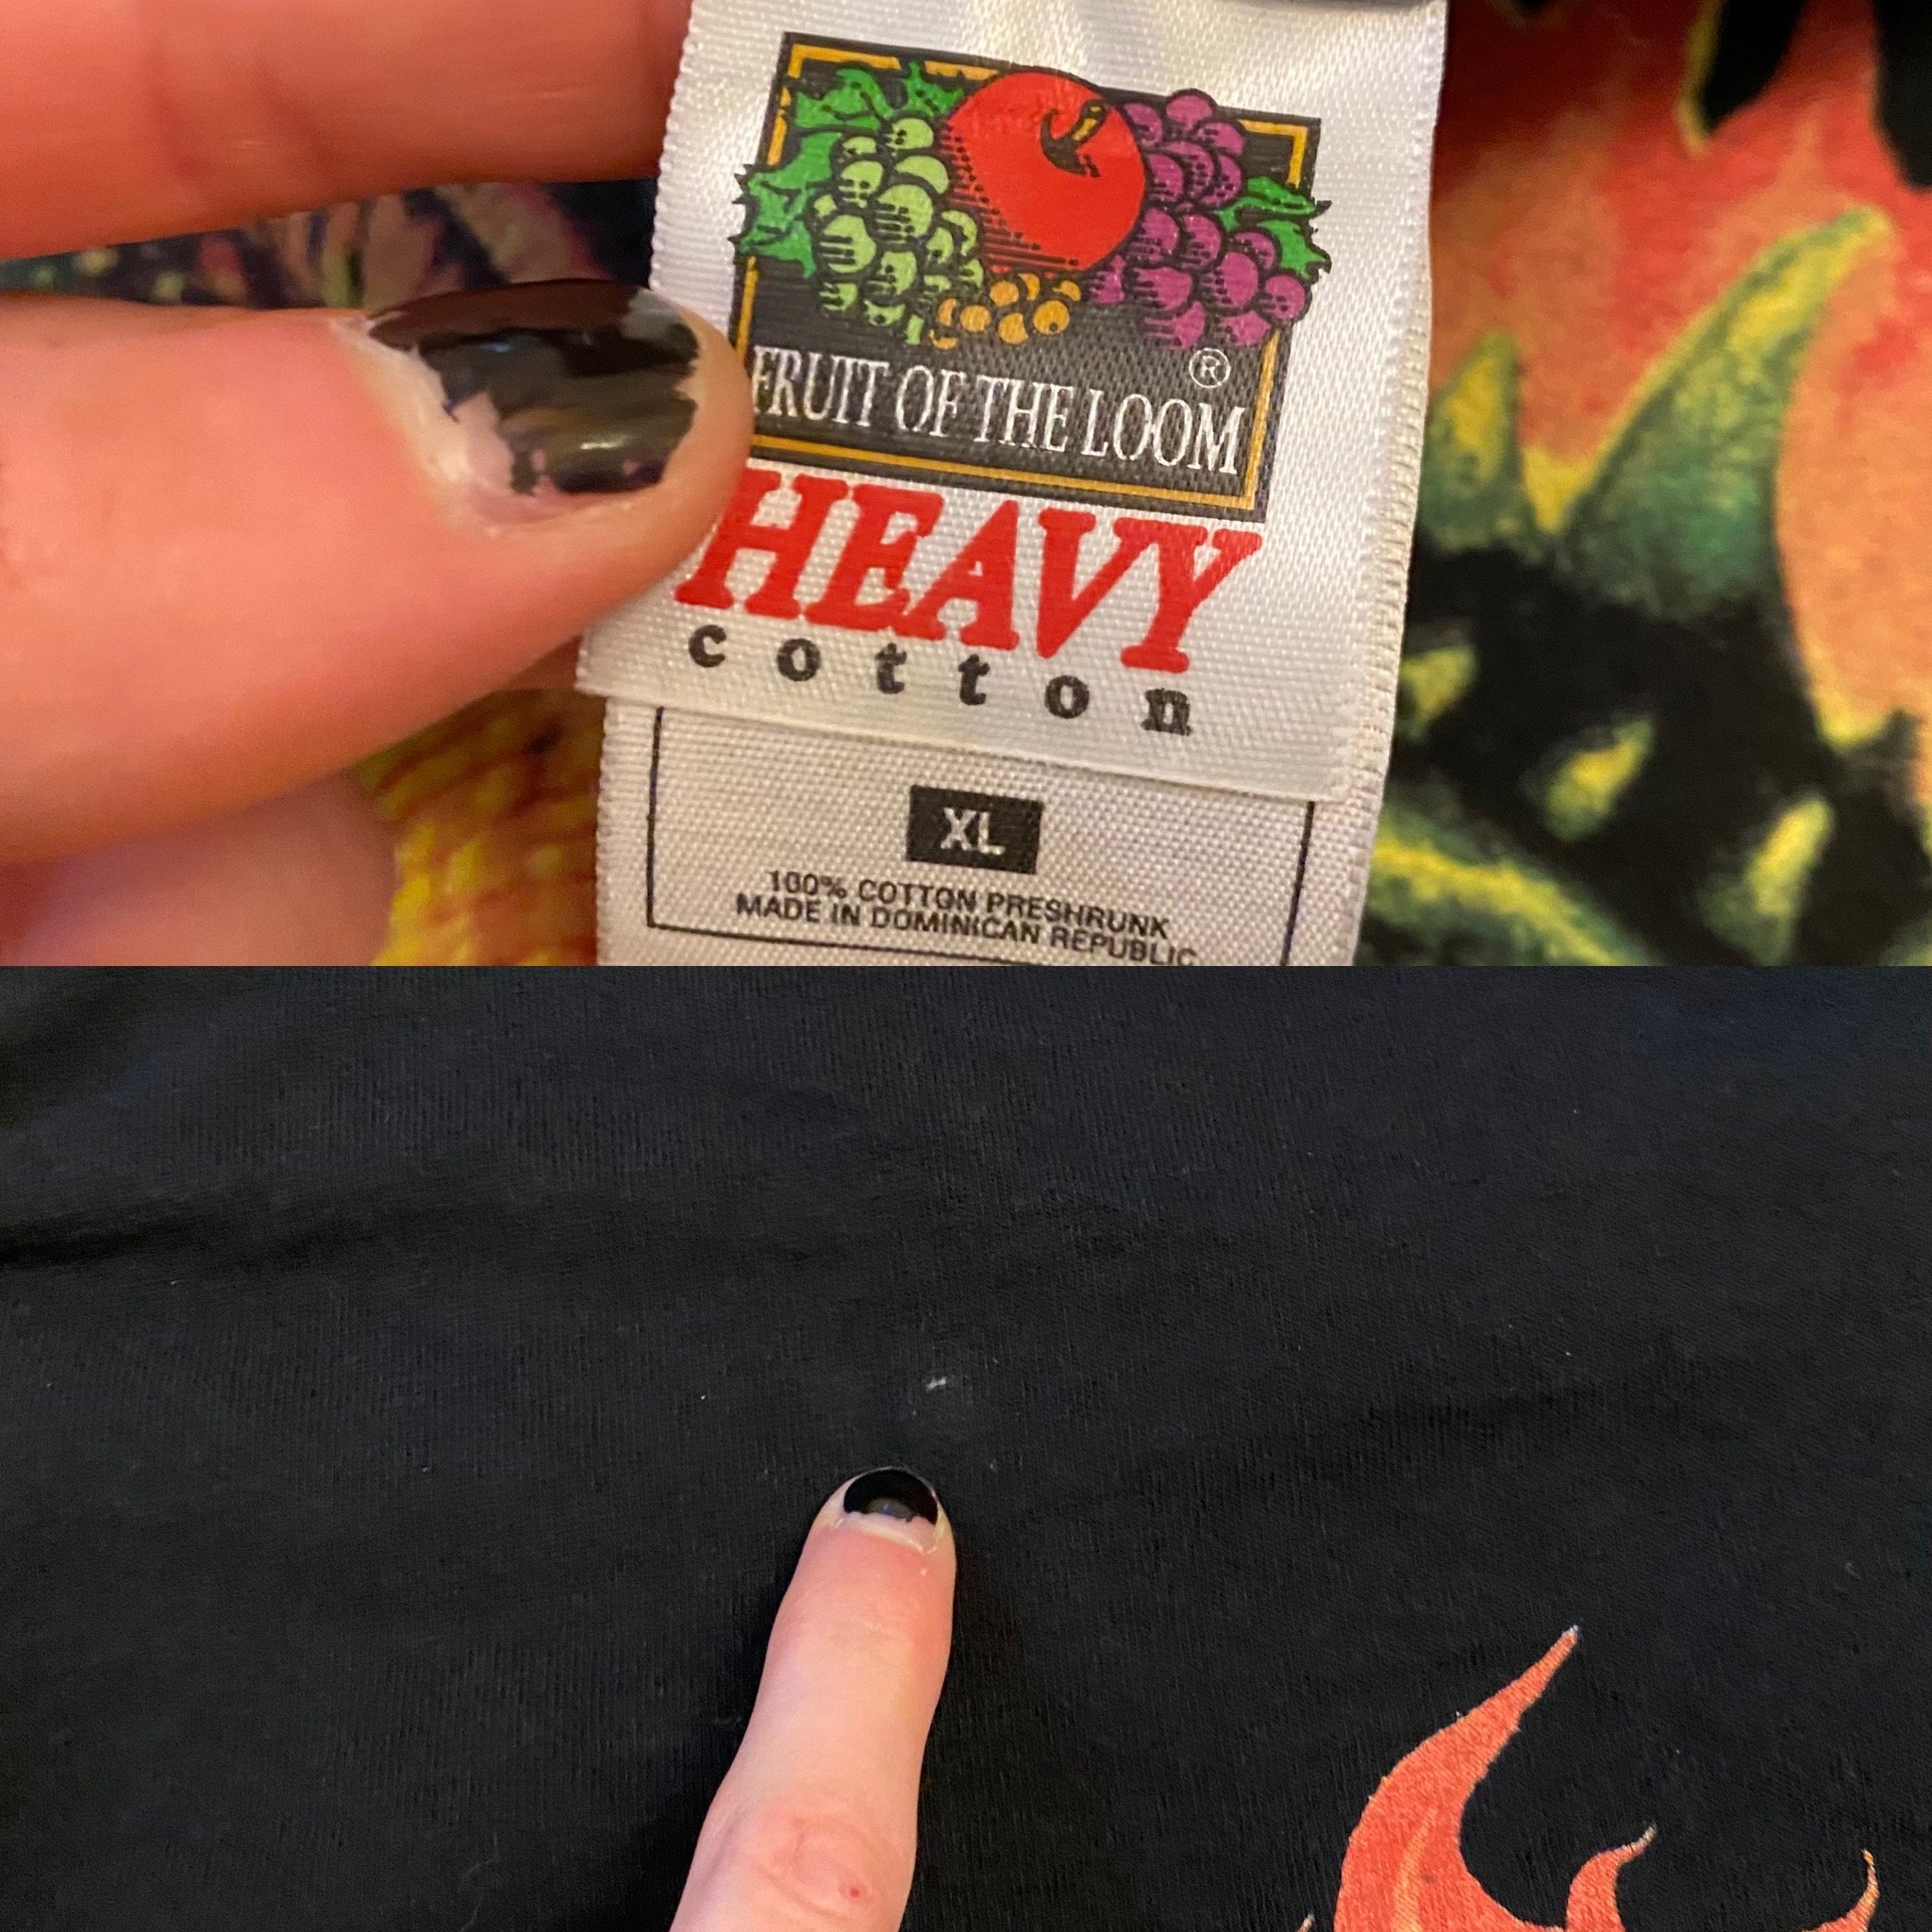 FRUIT OF THE LOOM ®
HEAVY
cotton
XL
100% COTTON PRESHRUNK
MADE IN DOMINICAN REPUBLIC